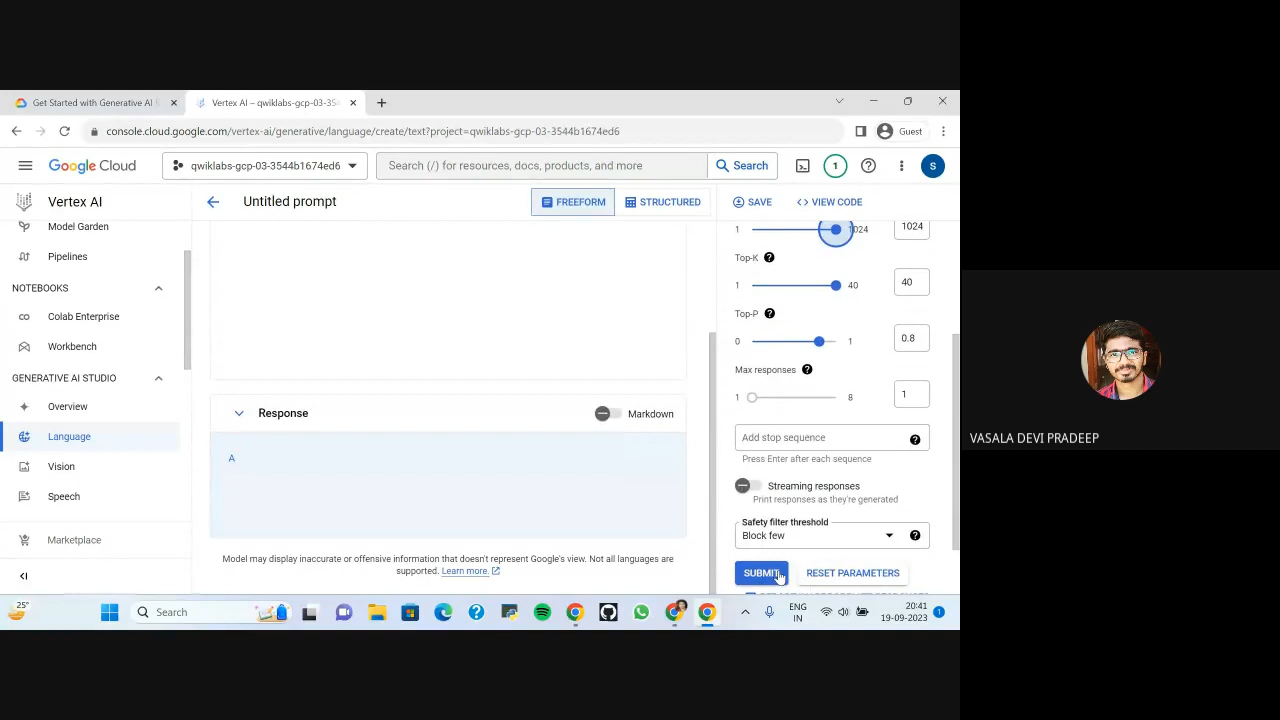 Get Started with Generative AI
Vertex AI – qwiklabs-gcp-03-354
console.cloud.google.com/vertex-ai/generative/language/create/text?project=qwiklabs-gcp-03-3544b1674ed6
Guest
Google Cloud
qwiklabs-gcp-03-3544b1674ed6
Search (/) for resources, docs, products, and more
Search
1
S
Vertex AI
Untitled prompt
FREEFORM
STRUCTURED
SAVE
VIEW CODE
Model Garden
Pipelines
NOTEBOOKS
Colab Enterprise
Workbench
GENERATIVE AI STUDIO
Overview
Language
Vision
Speech
Marketplace
Response
Markdown
A
Model may display inaccurate or offensive information that doesn't represent Google's view. Not all languages are
supported. Learn more.
1 1024 1024
Top-K
1 40 40
Top-P
0 1 0.8
Max responses
1 8 1
Add stop sequence
Press Enter after each sequence
Streaming responses
Print responses as they're generated
Safety filter threshold
Block few
SUBMIT
RESET PARAMETERS
25°
Search
ENG
IN
20:41
19-09-2023
1
VASALA DEVI PRADEEP